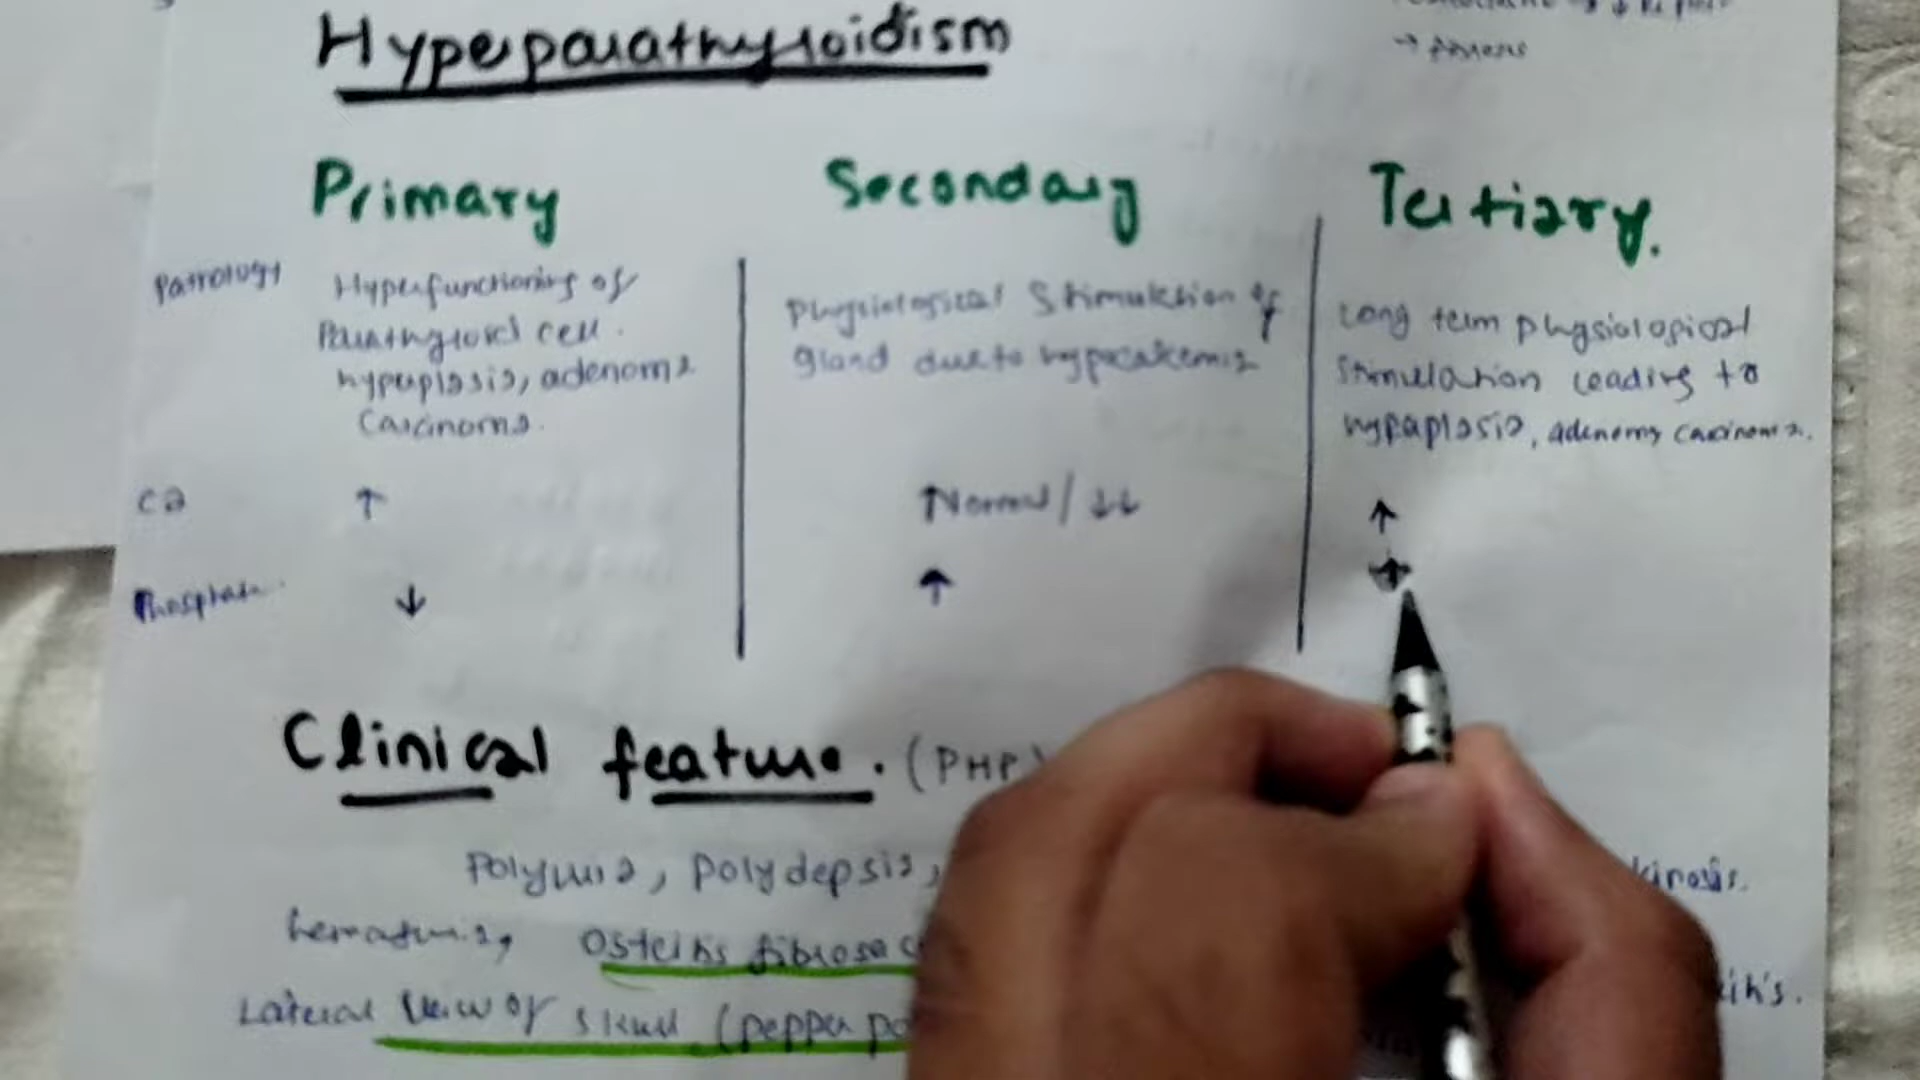 → fibrosis
Hyperparathyroidism
Primary Secondary Tertiary.
Pathology
Hyperfunctioning of
Parathyroid cell.
hyperplasia, adenoma
Carcinoma.
Physiological Stimulation of
gland due to hypocalcemia
Long term physiological
Stimulation leading to
hyperplasia, adenoma carcinoma.
Ca ↑ Normal / ↓↓ ↑
Phosphate ↓ ↑ ↑
Clinical feature. (PHP)
Polyuria, polydepsia,
hematuria, Osteitis fibrosa
Lateral view of skull (pepper